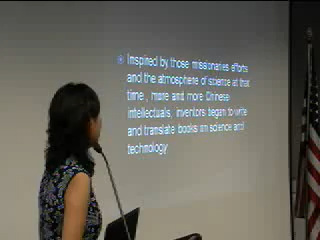 Inspired by those missionaries efforts
and the atmosphere of science at that
time , more and more Chinese
intellectuals, inventors began to write
and translate books on science and
technology